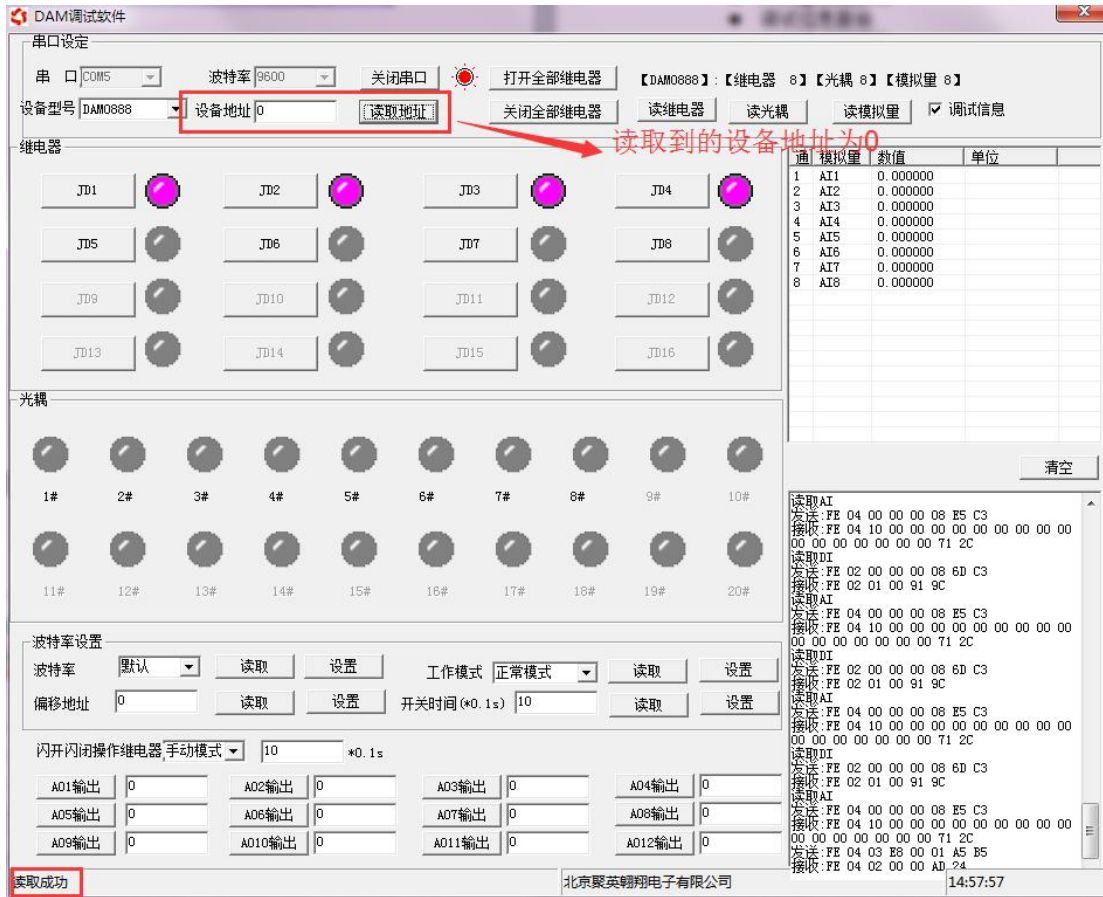 DAM调试软件
串口设定
串 口 COM5 波特率 9600 关闭串口 打开全部继电器 【DAM0888】:【继电器 8】【光耦 8】【模拟量 8】
设备型号 DAM0888 设备地址 0 读取地址 关闭全部继电器 读继电器 读光耦 读模拟量 调试信息
读取到的设备地址为0
继电器
JD1 JD2 JD3 JD4
JD5 JD6 JD7 JD8
JD9 JD10 JD11 JD12
JD13 JD14 JD15 JD16
通 模拟量 数值 单位
1 AI1 0.000000
2 AI2 0.000000
3 AI3 0.000000
4 AI4 0.000000
5 AI5 0.000000
6 AI6 0.000000
7 AI7 0.000000
8 AI8 0.000000
光耦
1# 2# 3# 4# 5# 6# 7# 8# 9# 10#
11# 12# 13# 14# 15# 16# 17# 18# 19# 20#
清空
读取AI
发送:FE 04 00 00 00 08 E5 C3
接收:FE 04 10 00 00 00 00 00 00 00 00 00 00
00 00 00 00 00 00 00 71 2C
读取DI
发送:FE 02 00 00 00 08 6D C3
接收:FE 02 01 00 91 9C
读取AI
发送:FE 04 00 00 00 08 E5 C3
接收:FE 04 10 00 00 00 00 00 00 00 00 00 00
00 00 00 00 00 00 00 71 2C
读取DI
发送:FE 02 00 00 00 08 6D C3
接收:FE 02 01 00 91 9C
读取AI
发送:FE 04 00 00 00 08 E5 C3
接收:FE 04 10 00 00 00 00 00 00 00 00 00 00
00 00 00 00 00 00 00 71 2C
读取DI
发送:FE 02 00 00 00 08 6D C3
接收:FE 02 01 00 91 9C
读取AI
发送:FE 04 00 00 00 08 E5 C3
接收:FE 04 10 00 00 00 00 00 00 00 00 00 00
00 00 00 00 00 00 00 71 2C
发送:FE 04 03 E8 00 01 A5 B5
接收:FE 04 02 00 00 AD 24
波特率设置
波特率 默认 读取 设置 工作模式 正常模式 读取 设置
偏移地址 0 读取 设置 开关时间(*0.1s) 10 读取 设置
闪开闪闭操作继电器 手动模式 10 *0.1s
AO1输出 0 AO2输出 0 AO3输出 0 AO4输出 0
AO5输出 0 AO6输出 0 AO7输出 0 AO8输出 0
AO9输出 0 AO10输出 0 AO11输出 0 AO12输出 0
读取成功 北京聚英翱翔电子有限公司 14:57:57